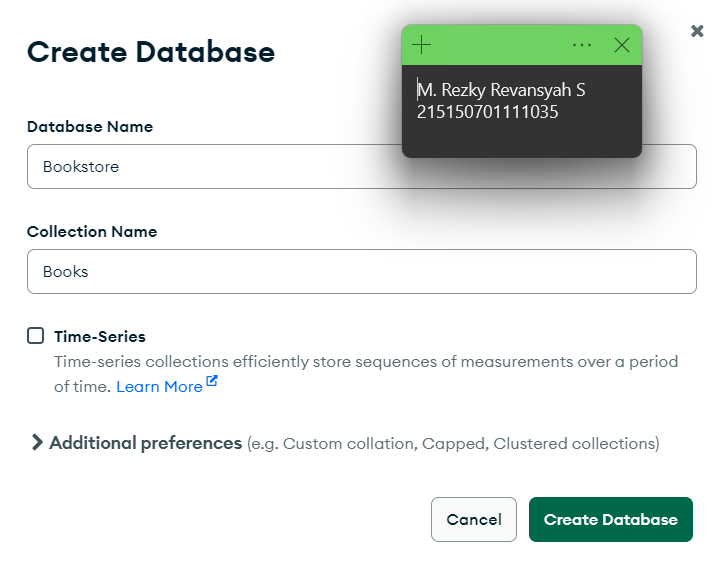 Create Database
M. Rezky Revansyah S
215150701111035
Database Name
Bookstore
Collection Name
Books
Time-Series
Time-series collections efficiently store sequences of measurements over a period
of time. Learn More
Additional preferences (e.g. Custom collation, Capped, Clustered collections)
Cancel
Create Database